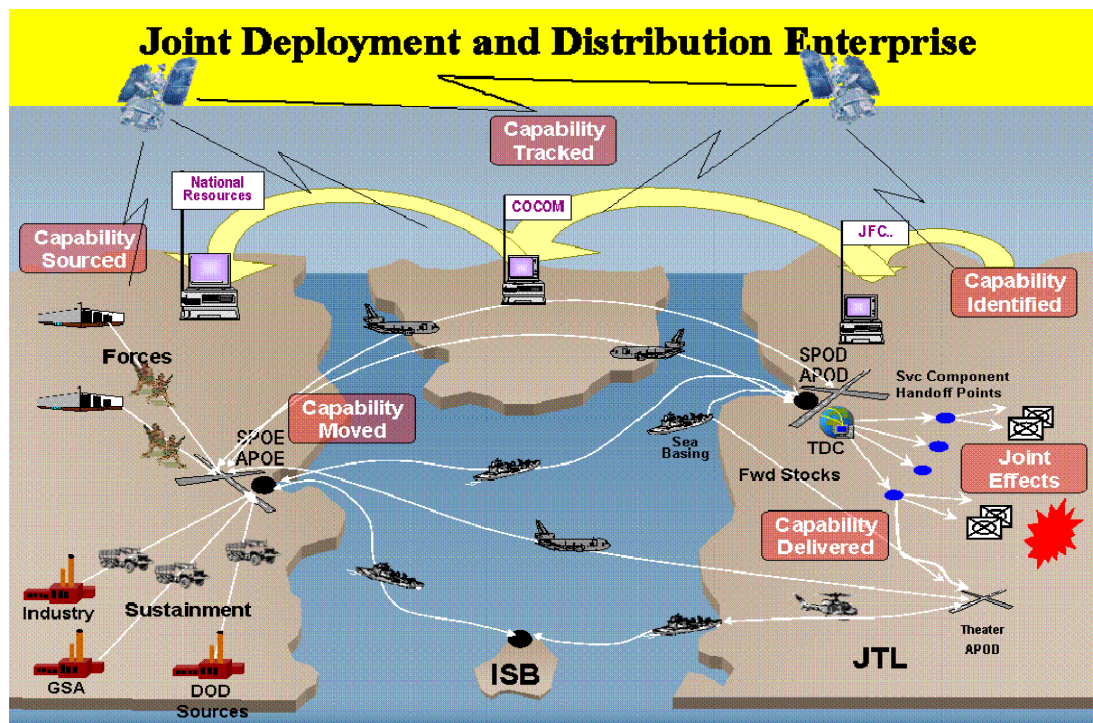 Joint Deployment and Distribution Enterprise
Capability
Tracked
National
Resources
COCOM
JFC..
Capability
Sourced
Capability
Identified
Forces
SPOD
APOD
Svc Component
Handoff Points
Capability
Moved
SPOE
APOE
Sea
Basing
TDC
Fwd Stocks
Joint
Effects
Capability
Delivered
Industry
Sustainment
GSA
DOD
Sources
ISB
JTL
Theater
APOD